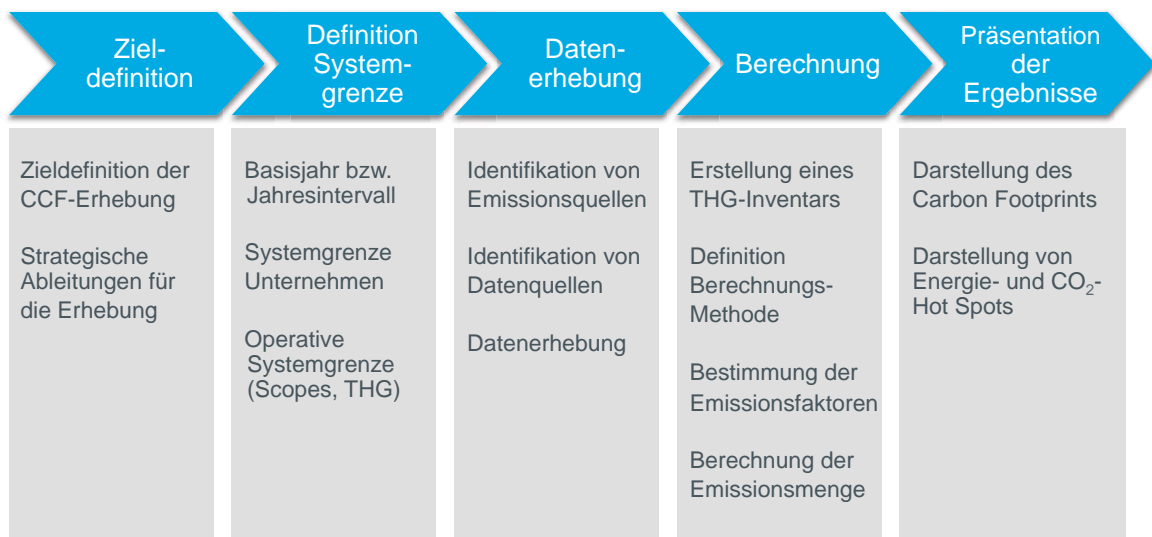 Ziel-
definition
Definition
System-
grenze
Daten-
erhebung
Berechnung
Präsentation
der
Ergebnisse
Zieldefinition der
CCF-Erhebung
Strategische
Ableitungen für
die Erhebung
Basisjahr bzw.
Jahresintervall
Systemgrenze
Unternehmen
Operative
Systemgrenze
(Scopes, THG)
Identifikation von
Emissionsquellen
Identifikation von
Datenquellen
Datenerhebung
Erstellung eines
THG-Inventars
Definition
Berechnungs-
Methode
Bestimmung der
Emissionsfaktoren
Berechnung der
Emissionsmenge
Darstellung des
Carbon Footprints
Darstellung von
Energie- und CO₂-
Hot Spots